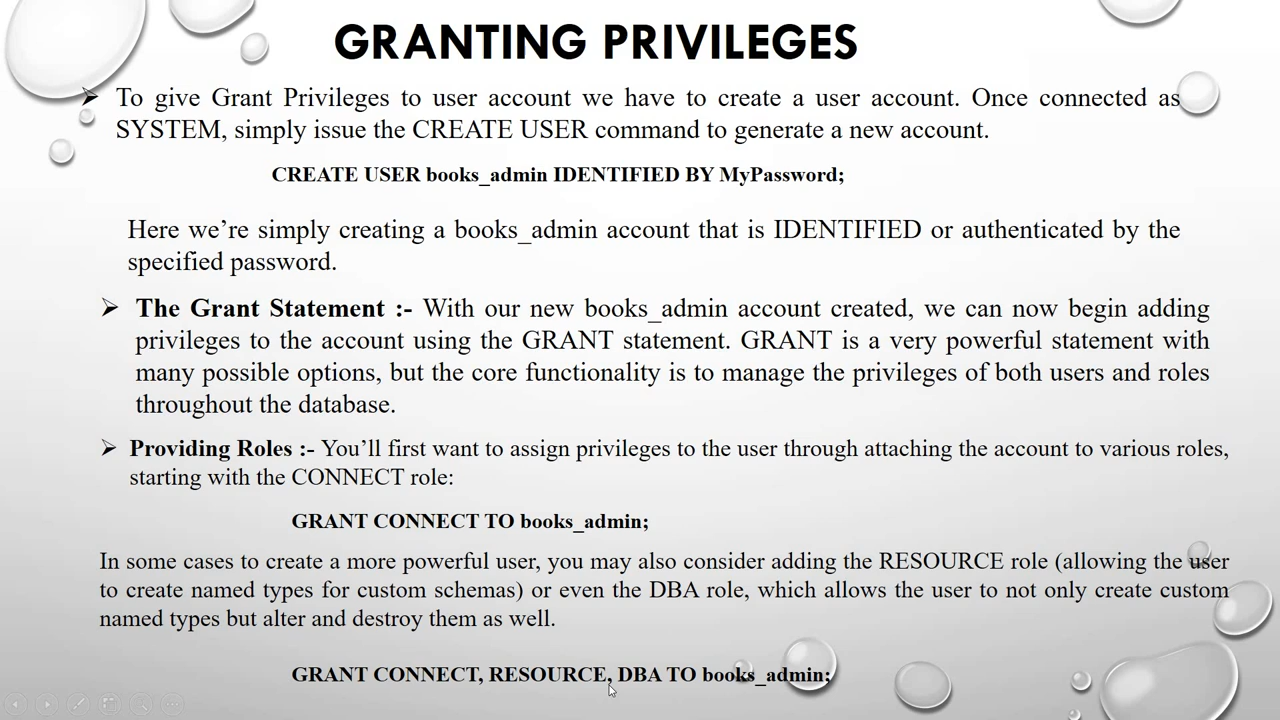 GRANTING PRIVILEGES
➢ To give Grant Privileges to user account we have to create a user account. Once connected as
SYSTEM, simply issue the CREATE USER command to generate a new account.
CREATE USER books_admin IDENTIFIED BY MyPassword;
Here we’re simply creating a books_admin account that is IDENTIFIED or authenticated by the
specified password.
➢ The Grant Statement :- With our new books_admin account created, we can now begin adding
privileges to the account using the GRANT statement. GRANT is a very powerful statement with
many possible options, but the core functionality is to manage the privileges of both users and roles
throughout the database.
➢ Providing Roles :- You’ll first want to assign privileges to the user through attaching the account to various roles,
starting with the CONNECT role:
GRANT CONNECT TO books_admin;
In some cases to create a more powerful user, you may also consider adding the RESOURCE role (allowing the user
to create named types for custom schemas) or even the DBA role, which allows the user to not only create custom
named types but alter and destroy them as well.
GRANT CONNECT, RESOURCE, DBA TO books_admin;